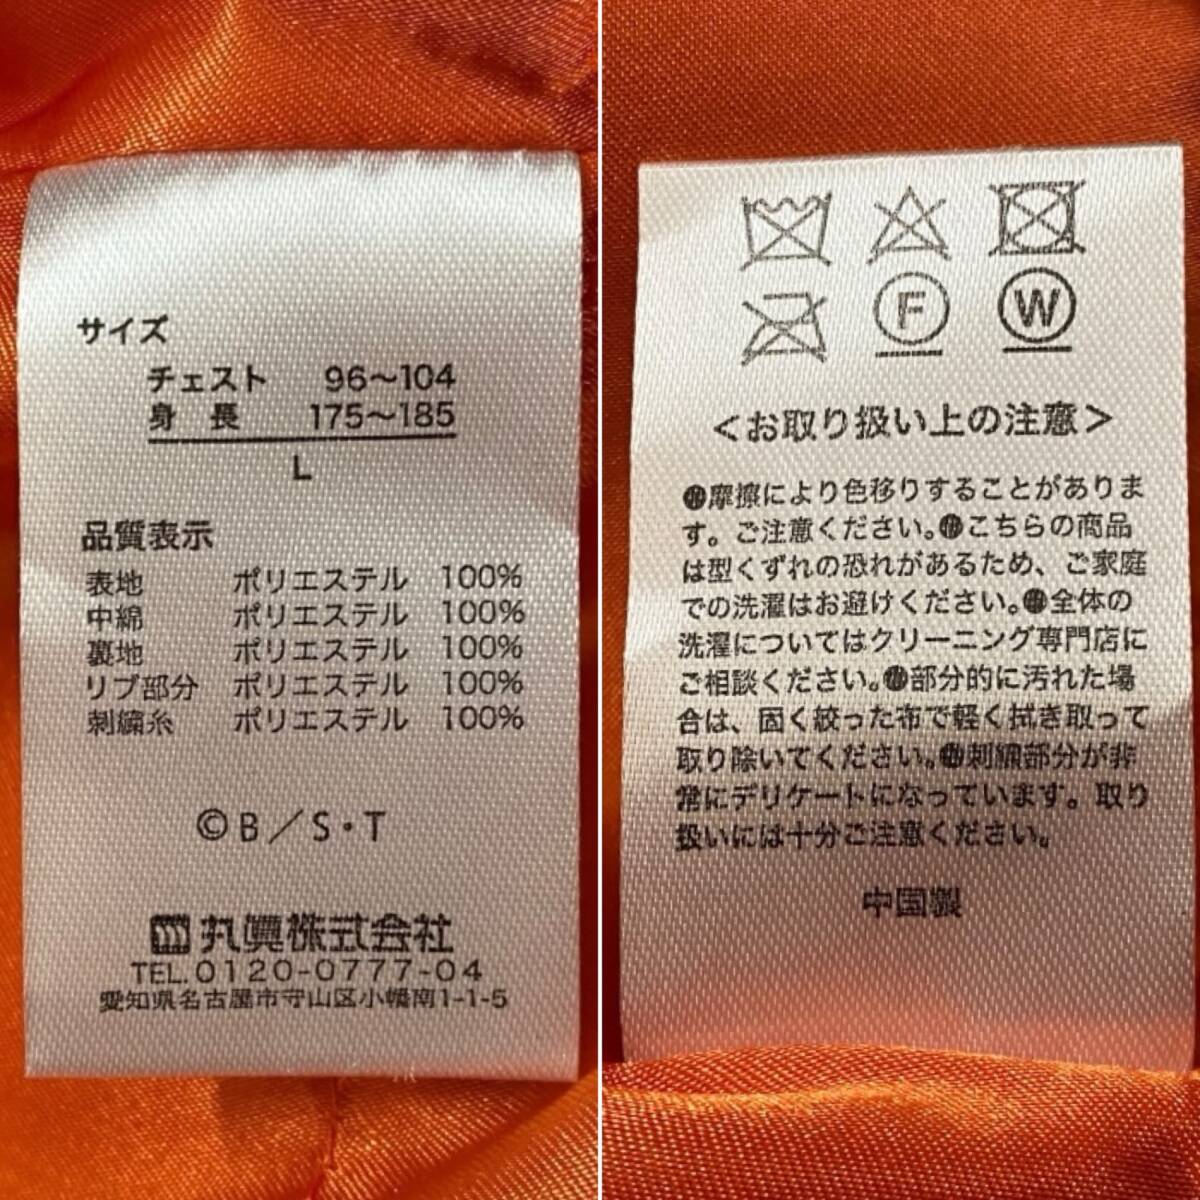 サイズ
チェスト 96～104
身長 175～185
L
品質表示
表地 ポリエステル 100%
中綿 ポリエステル 100%
裏地 ポリエステル 100%
リブ部分 ポリエステル 100%
刺繍糸 ポリエステル 100%
©B／S・T
丸眞株式会社
TEL.0120-0777-04
愛知県名古屋市守山区小幡南1-1-5
F W
＜お取り扱い上の注意＞
●摩擦により色移りすることがありま
す。ご注意ください。●こちらの商品
は型くずれの恐れがあるため、ご家庭
での洗濯はお避けください。●全体の
洗濯についてはクリーニング専門店に
ご相談ください。●部分的に汚れた場
合は、固く絞った布で軽く拭き取って
取り除いてください。●刺繍部分が非
常にデリケートになっています。取り
扱いには十分ご注意ください。
中国製